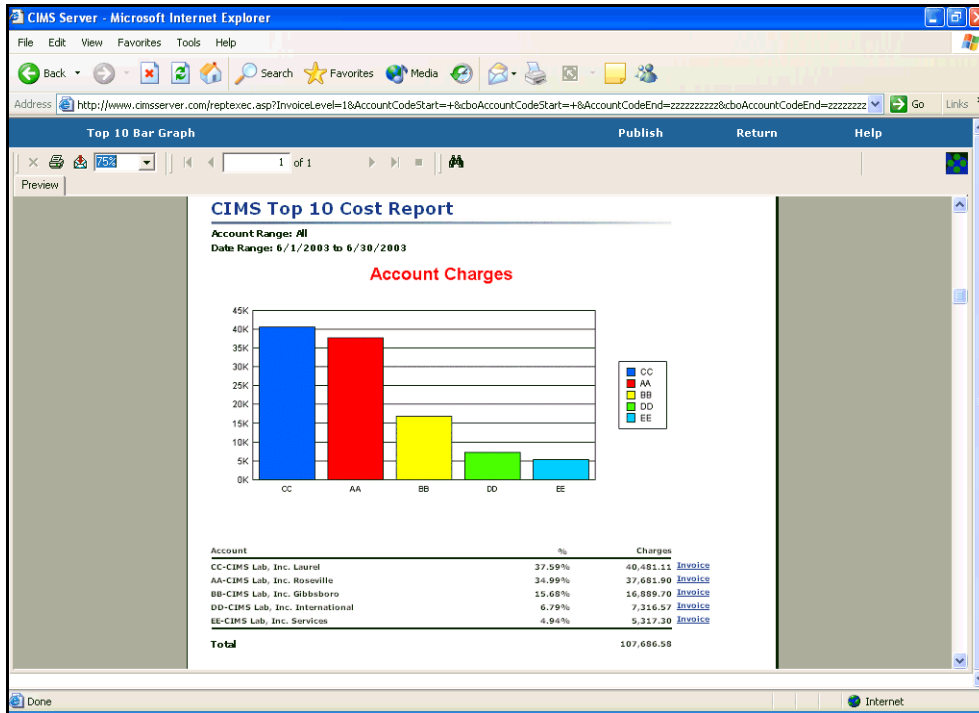 CIMS Server - Microsoft Internet Explorer
File Edit View Favorites Tools Help
Back Search Favorites Media
Address http://www.cimsserver.com/reptexec.asp?InvoiceLevel=1&AccountCodeStart=+&cboAccountCodeStart=+&AccountCodeEnd=zzzzzzzzzz&cboAccountCodeEnd=zzzzzzzz Go Links
Top 10 Bar Graph Publish Return Help
75% 1 of 1
Preview
CIMS Top 10 Cost Report
Account Range: All
Date Range: 6/1/2003 to 6/30/2003
Account Charges
45K
40K
35K
30K
25K
20K
15K
10K
5K
0K
CC AA BB DD EE
CC
AA
BB
DD
EE
Account % Charges
CC-CIMS Lab, Inc. Laurel 37.59% 40,481.11 Invoice
AA-CIMS Lab, Inc. Roseville 34.99% 37,681.90 Invoice
BB-CIMS Lab, Inc. Gibbsboro 15.68% 16,889.70 Invoice
DD-CIMS Lab, Inc. International 6.79% 7,316.57 Invoice
EE-CIMS Lab, Inc. Services 4.94% 5,317.30 Invoice
Total 107,686.58
Done Internet